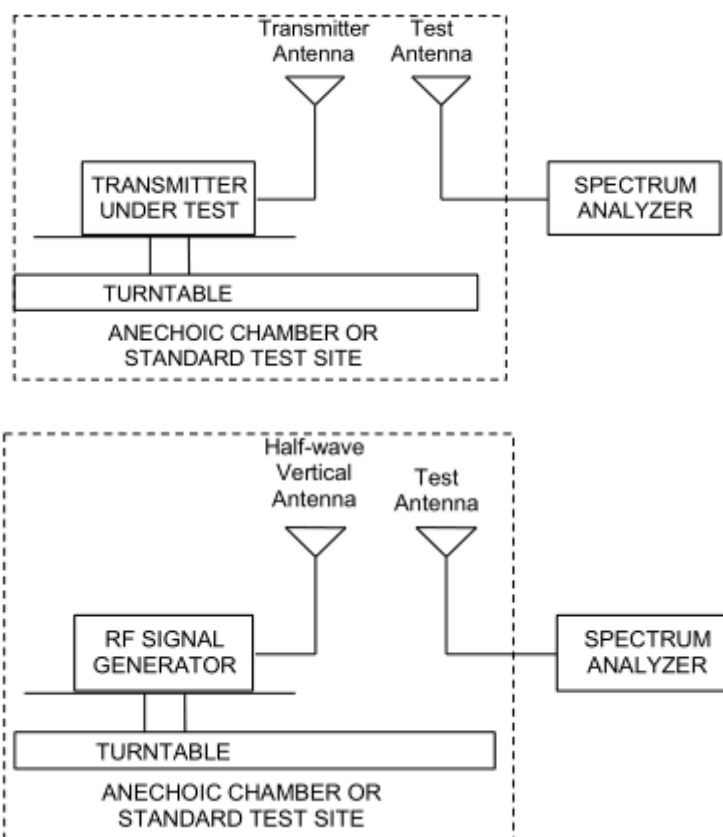 Transmitter
Antenna
Test
Antenna
TRANSMITTER
UNDER TEST
SPECTRUM
ANALYZER
TURNTABLE
ANECHOIC CHAMBER OR
STANDARD TEST SITE
Half-wave
Vertical
Antenna
Test
Antenna
RF SIGNAL
GENERATOR
SPECTRUM
ANALYZER
TURNTABLE
ANECHOIC CHAMBER OR
STANDARD TEST SITE